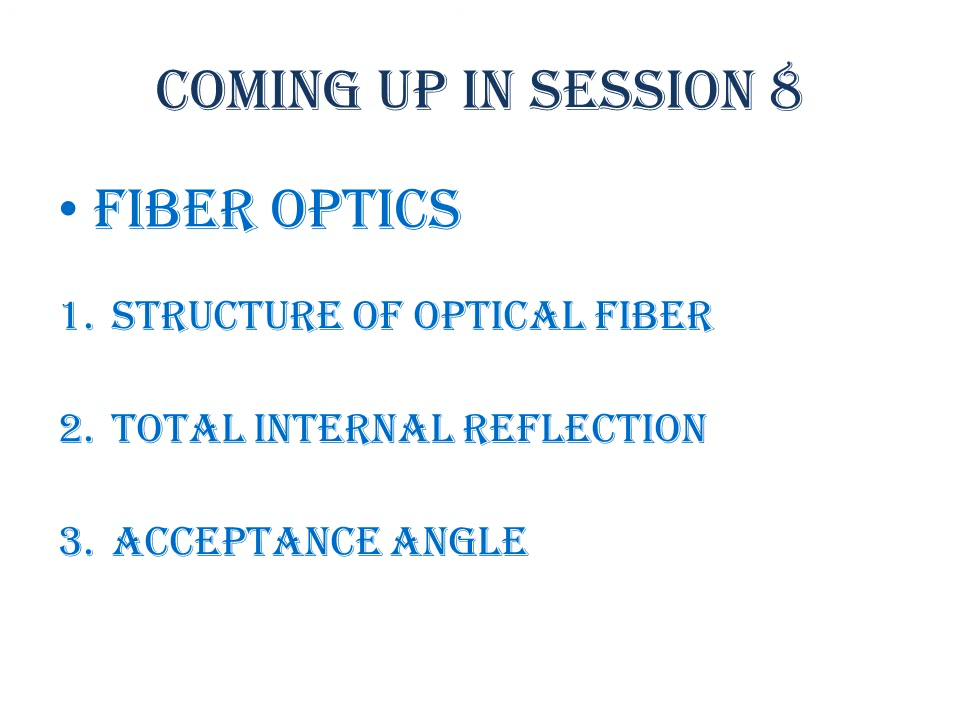 COMING UP IN SESSION 8
• FIBER OPTICS
1. STRUCTURE OF OPTICAL FIBER
2. TOTAL INTERNAL REFLECTION
3. ACCEPTANCE ANGLE